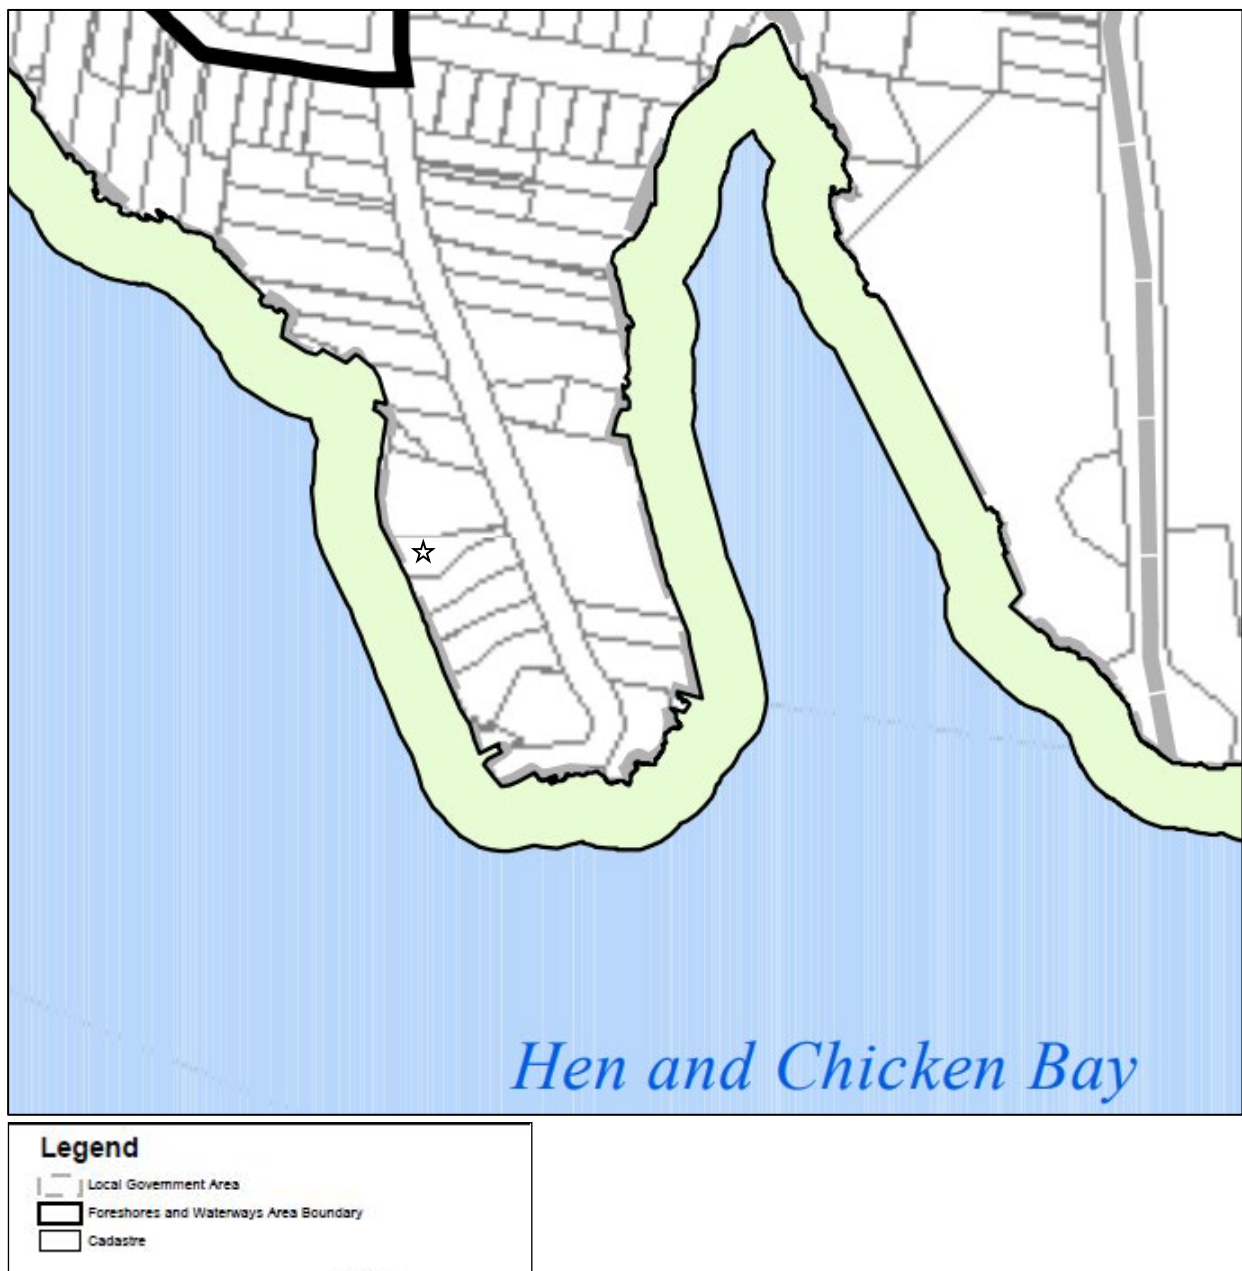 Hen and Chicken Bay
Legend
Local Government Area
Foreshores and Waterways Area Boundary
Cadastre